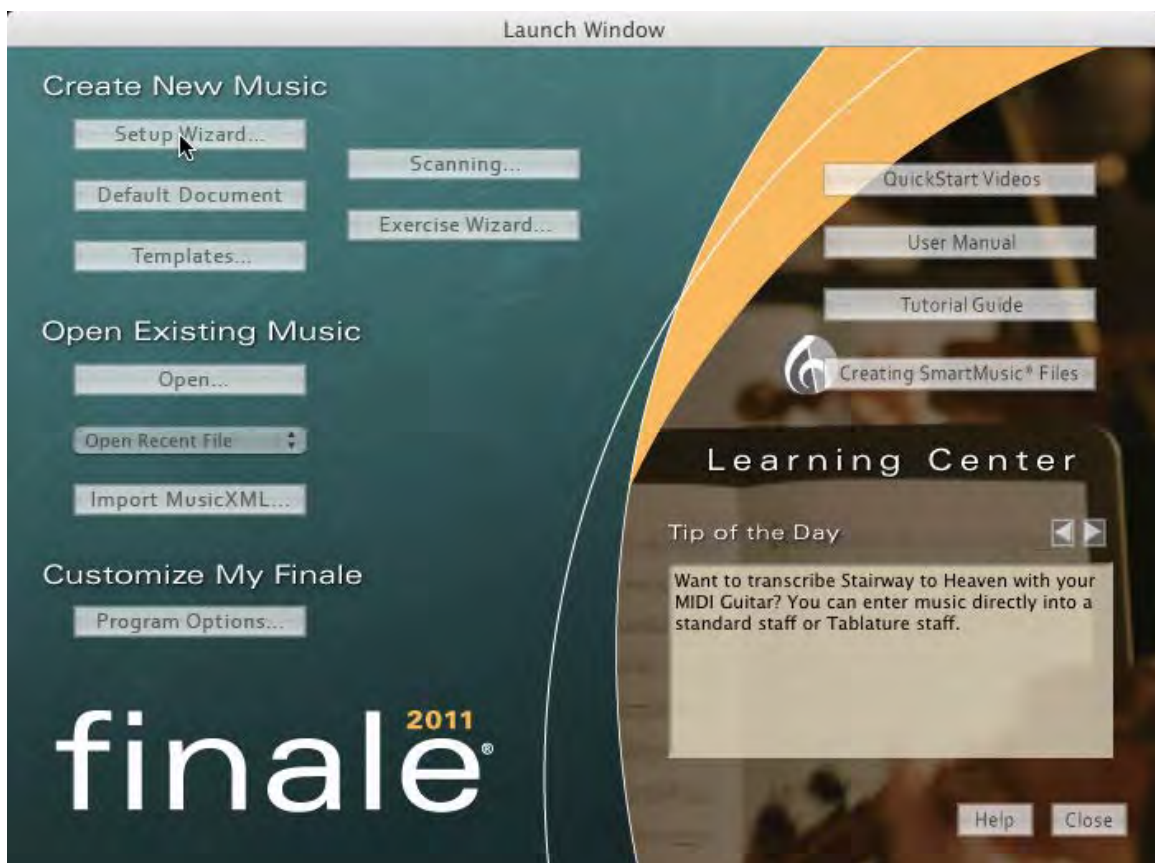 Launch Window
Create New Music
Setup Wizard...
Default Document
Templates...
Scanning...
Exercise Wizard...
Open Existing Music
Open...
Open Recent File
Import MusicXML...
Customize My Finale
Program Options...
finale® 2011
QuickStart Videos
User Manual
Tutorial Guide
Creating SmartMusic® Files
Learning Center
Tip of the Day
Want to transcribe Stairway to Heaven with your
MIDI Guitar? You can enter music directly into a
standard staff or Tablature staff.
Help
Close